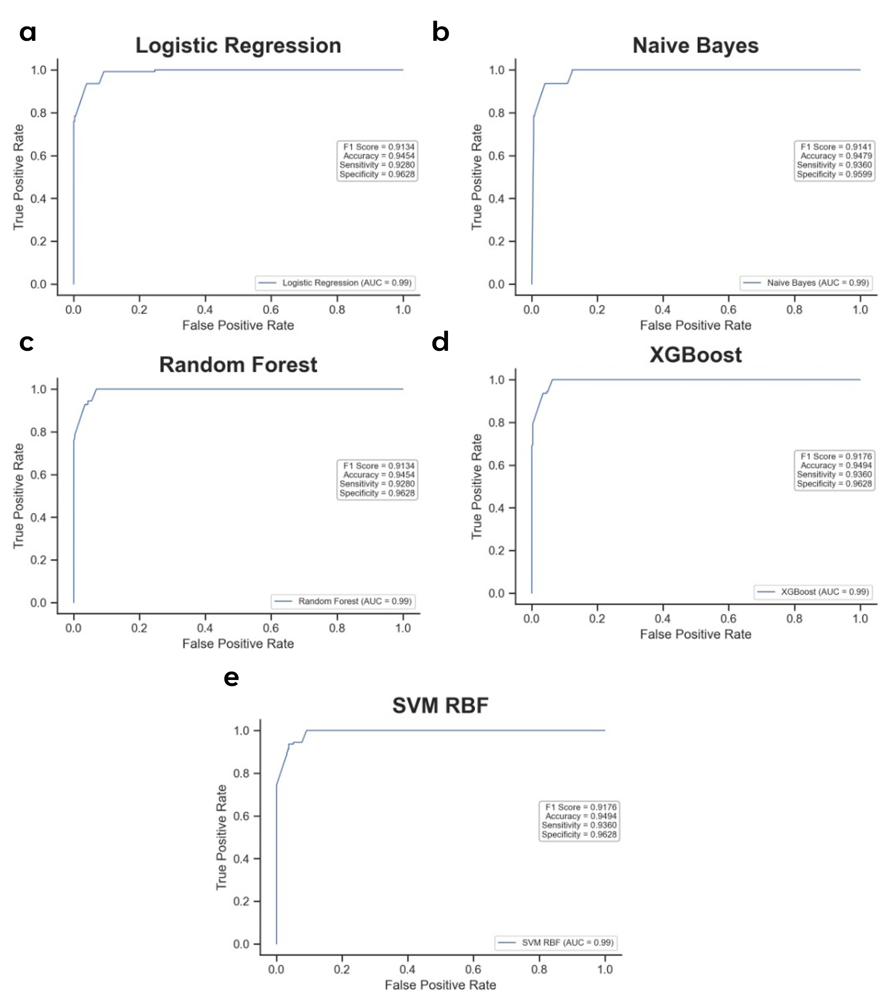 a
Logistic Regression
1.0
0.8
0.6
0.4
0.2
0.0
True Positive Rate
F1 Score = 0.9134
Accuracy = 0.9454
Sensitivity = 0.9280
Specificity = 0.9628
Logistic Regression (AUC = 0.99)
0.0 0.2 0.4 0.6 0.8 1.0
False Positive Rate
b
Naive Bayes
1.0
0.8
0.6
0.4
0.2
0.0
True Positive Rate
F1 Score = 0.9141
Accuracy = 0.9479
Sensitivity = 0.9360
Specificity = 0.9599
Naive Bayes (AUC = 0.99)
0.0 0.2 0.4 0.6 0.8 1.0
False Positive Rate
c
Random Forest
1.0
0.8
0.6
0.4
0.2
0.0
True Positive Rate
F1 Score = 0.9134
Accuracy = 0.9454
Sensitivity = 0.9280
Specificity = 0.9628
Random Forest (AUC = 0.99)
0.0 0.2 0.4 0.6 0.8 1.0
False Positive Rate
d
XGBoost
1.0
0.8
0.6
0.4
0.2
0.0
True Positive Rate
F1 Score = 0.9176
Accuracy = 0.9494
Sensitivity = 0.9360
Specificity = 0.9628
XGBoost (AUC = 0.99)
0.0 0.2 0.4 0.6 0.8 1.0
False Positive Rate
e
SVM RBF
1.0
0.8
0.6
0.4
0.2
0.0
True Positive Rate
F1 Score = 0.9176
Accuracy = 0.9494
Sensitivity = 0.9360
Specificity = 0.9628
SVM RBF (AUC = 0.99)
0.0 0.2 0.4 0.6 0.8 1.0
False Positive Rate